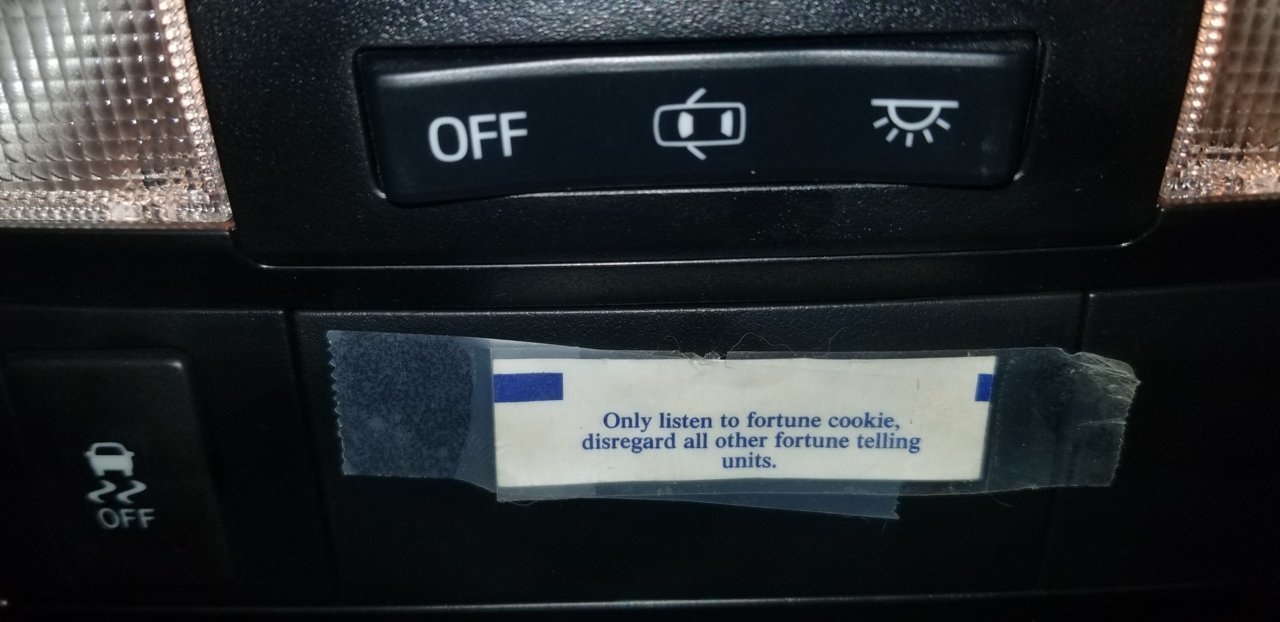 OFF
Only listen to fortune cookie,
disregard all other fortune telling
units.
OFF